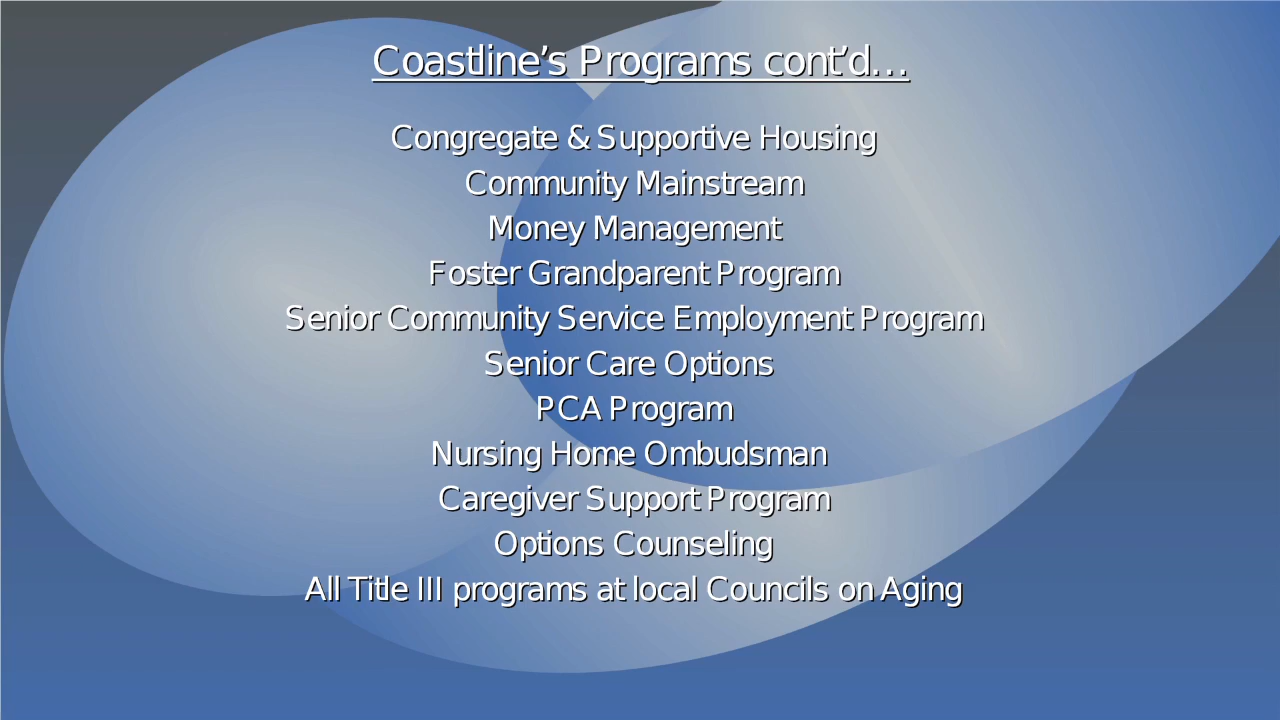 Coastline’s Programs cont’d…
Congregate & Supportive Housing
Community Mainstream
Money Management
Foster Grandparent Program
Senior Community Service Employment Program
Senior Care Options
PCA Program
Nursing Home Ombudsman
Caregiver Support Program
Options Counseling
All Title III programs at local Councils on Aging